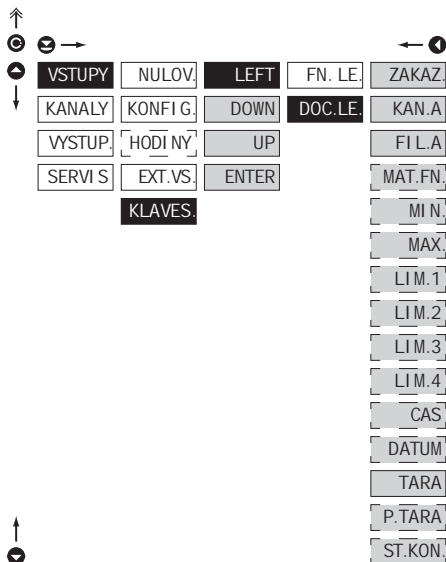 VSTUPY NULOV. LEFT FN. LE. ZAKAZ.
KANALY KONFIG. DOWN DOC.LE. KAN.A
VYSTUP. HODINY UP FIL.A
SERVIS EXT.VS. ENTER MAT.FN.
KLAVES. MIN.
MAX.
LIM.1
LIM.2
LIM.3
LIM.4
CAS
DATUM
TARA
P.TARA
ST.KON.